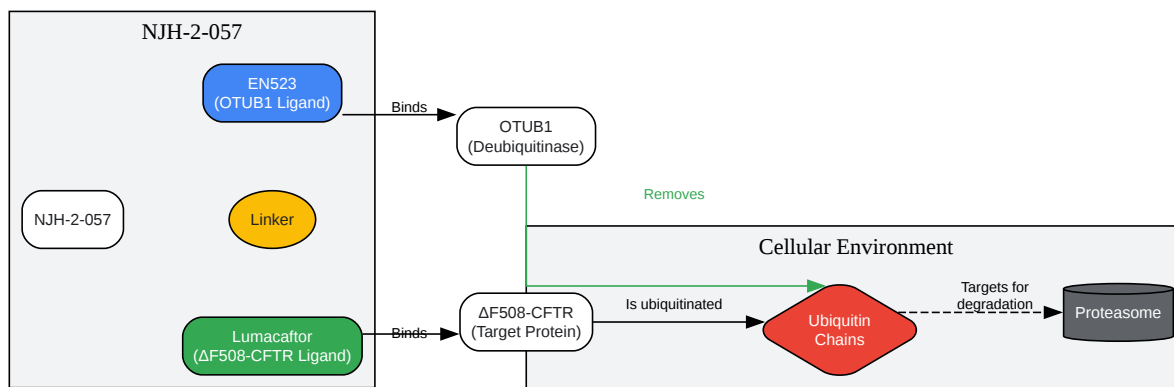 NJH-2-057
EN523
(OTUB1 Ligand)
Binds
OTUB1
(Deubiquitinase)
Removes
NJH-2-057
Linker
Cellular Environment
Lumacaftor
(ΔF508-CFTR Ligand)
Binds
ΔF508-CFTR
(Target Protein)
Is ubiquitinated
Ubiquitin
Chains
Targets for
degradation
Proteasome